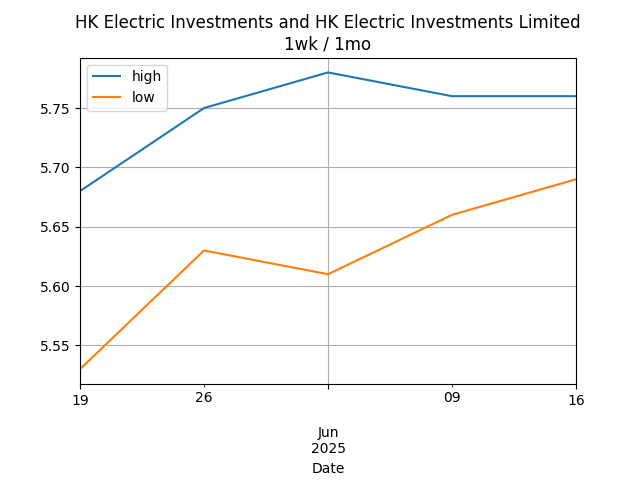 HK Electric Investments and HK Electric Investments Limited
1wk / 1mo
high
low
5.75
5.70
5.65
5.60
5.55
19
26
09
16
Jun
2025
Date